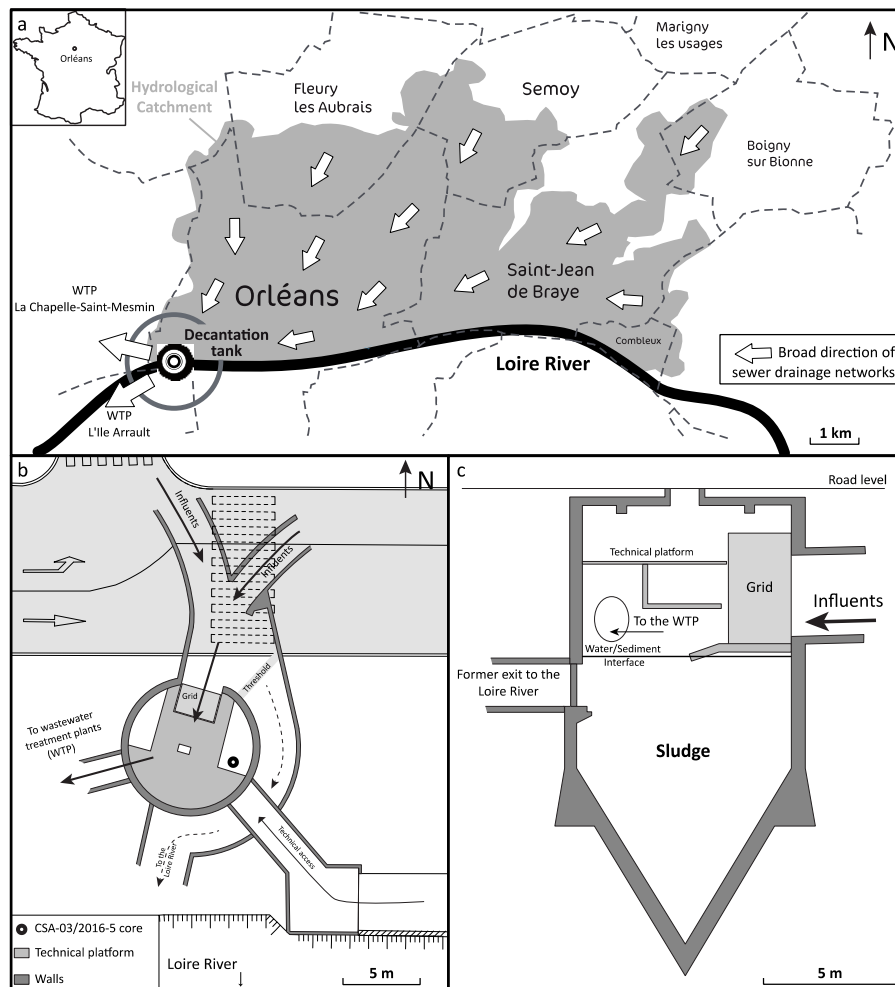 a
Orléans
Marigny
les usages
N
Hydrological
Catchment
Fleury
les Aubrais
Semoy
Boigny
sur Bionne
WTP
La Chapelle-Saint-Mesmin
Orléans
Saint-Jean
de Braye
Decantation
tank
Combleux
Loire River
Broad direction of
sewer drainage networks
WTP
L'Ile Arrault
1 km
b
N
Influents
Influents
Threshold
Grid
To wastewater
treatment plants
(WTP)
Technical access
To the
Loire River
CSA-03/2016-5 core
Technical platform
Walls
Loire River
5 m
c
Road level
Technical platform
Grid
Influents
To the WTP
Water/Sediment
Interface
Former exit to the
Loire River
Sludge
5 m